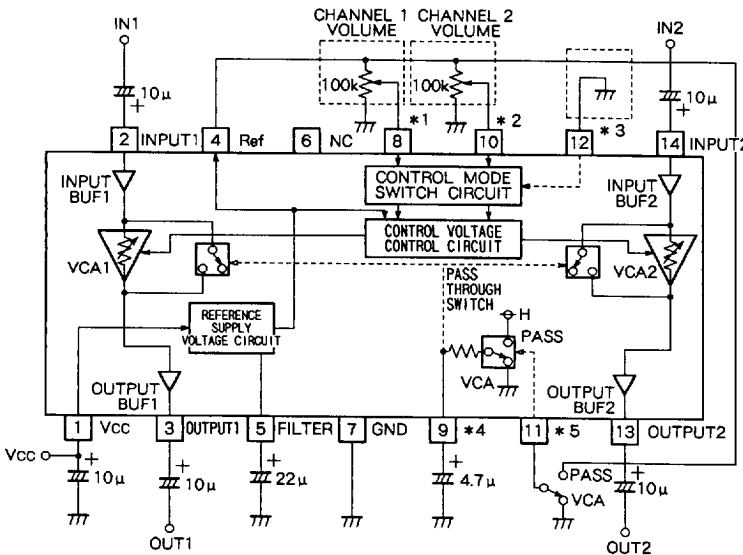 CHANNEL 1
VOLUME
CHANNEL 2
VOLUME
IN1
IN2
100k
100k
10μ
+
10μ
+
*1
*2
*3
2 INPUT1
4 Ref
6 NC
8
10
12
14 INPUT2
INPUT
BUF1
CONTROL MODE
SWITCH CIRCUIT
INPUT
BUF2
CONTROL VOLTAGE
CONTROL CIRCUIT
VCA1
VCA2
PASS
THROUGH
SWITCH
REFERENCE
SUPPLY
VOLTAGE CIRCUIT
H
PASS
VCA
OUTPUT
BUF1
OUTPUT
BUF2
1 Vcc
3 OUTPUT1
5 FILTER
7 GND
9 *4
11 *5
13 OUTPUT2
Vcc
+
10μ
+
10μ
+
22μ
+
4.7μ
PASS
VCA
+
10μ
OUT1
OUT2